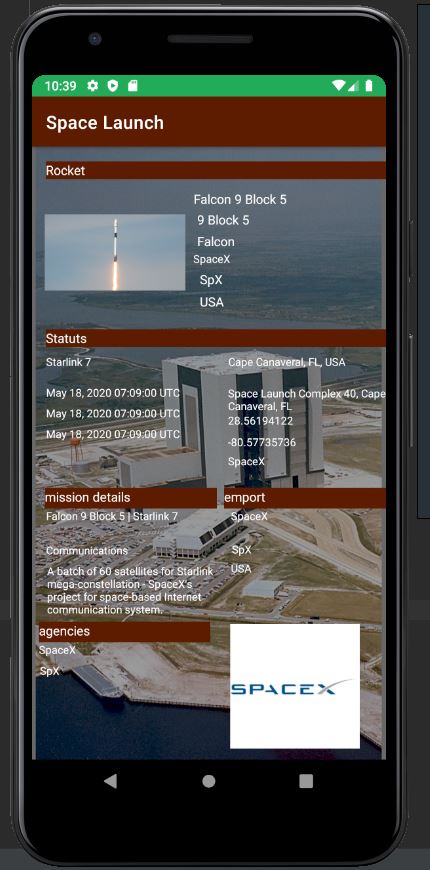 10:39
Space Launch
Rocket
Falcon 9 Block 5
9 Block 5
Falcon
SpaceX
SpX
USA
Statuts
Starlink 7
Cape Canaveral, FL, USA
May 18, 2020 07:09:00 UTC
May 18, 2020 07:09:00 UTC
May 18, 2020 07:09:00 UTC
Space Launch Complex 40, Cape
Canaveral, FL
28.56194122
-80.57735736
SpaceX
mission details
Falcon 9 Block 5 | Starlink 7
Communications
A batch of 60 satellites for Starlink
mega-constellation - SpaceX's
project for space-based Internet
communication system.
emport
SpaceX
SpX
USA
agencies
SpaceX
SpX
SPACEX